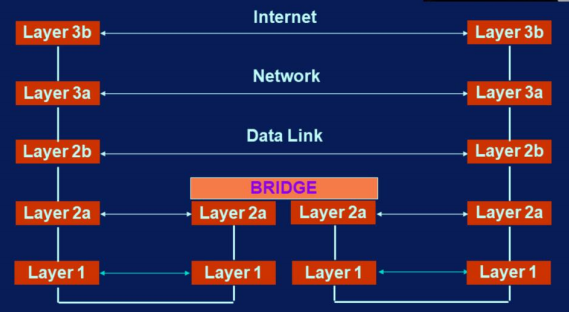 Internet
Layer 3b Layer 3b
Network
Layer 3a Layer 3a
Data Link
Layer 2b Layer 2b
BRIDGE
Layer 2a Layer 2a Layer 2a Layer 2a
Layer 1 Layer 1 Layer 1 Layer 1